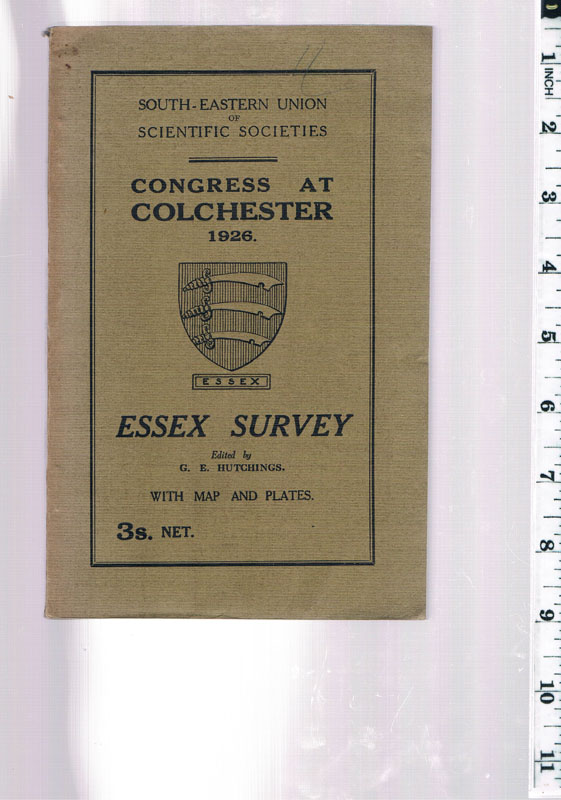 SOUTH-EASTERN UNION
OF
SCIENTIFIC SOCIETIES
CONGRESS AT
COLCHESTER
1926.
ESSEX
ESSEX SURVEY
Edited by
G. E. HUTCHINGS.
WITH MAP AND PLATES.
3s. NET.
0
1
INCH
2
3
4
5
6
7
8
9
10
11